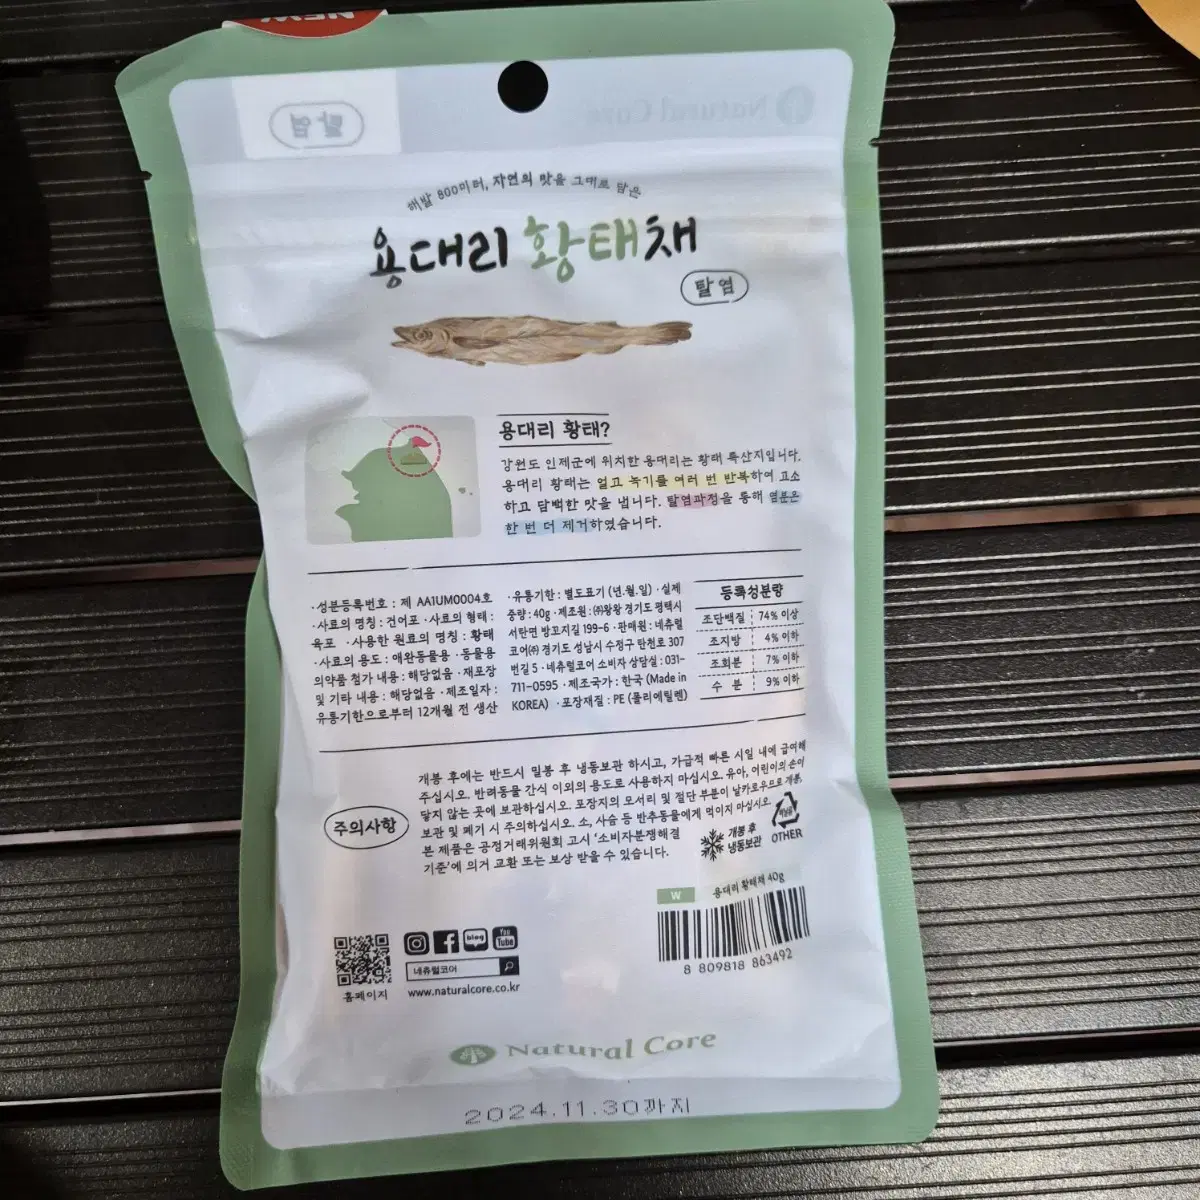 NEW
탈염
Natural Core
해발 800미터, 자연의 맛을 그대로 담은
용대리 황태채
탈염
용대리 황태?
강원도 인제군에 위치한 용대리는 황태 특산지입니다.
용대리 황태는 얼고 녹기를 여러 번 반복하여 고소
하고 담백한 맛을 냅니다. 탈염과정을 통해 염분은
한 번 더 제거하였습니다.
·성분등록번호 : 제 AA1UM0004호
·사료의 명칭 : 건어포 ·사료의 형태 :
육포 ·사용한 원료의 명칭 : 황태
·사료의 용도 : 애완동물용 ·동물용
의약품 첨가 내용 : 해당없음 ·재포장
및 기타 내용 : 해당없음 ·제조일자 :
유통기한으로부터 12개월 전 생산
·유통기한 : 별도표기 (년.월.일) ·실제
중량 : 40g ·제조원 : ㈜왕왕 경기도 평택시
서탄면 방꼬지길 199-6 ·판매원 : 네츄럴
코어㈜ 경기도 성남시 수정구 탄천로 307
번길 5 ·네츄럴코어 소비자 상담실 : 031-
711-0595 ·제조국가 : 한국 (Made in
KOREA) ·포장재질 : PE (폴리에틸렌)
등록성분량
조단백질 74% 이상
조지방 4% 이하
조회분 7% 이하
수 분 9% 이하
주의사항
개봉 후에는 반드시 밀봉 후 냉동보관 하시고, 가급적 빠른 시일 내에 급여해
주십시오. 반려동물 간식 이외의 용도로 사용하지 마십시오. 유아, 어린이의 손이
닿지 않는 곳에 보관하십시오. 포장지의 모서리 및 절단 부분이 날카로우므로 개봉,
보관 및 폐기 시 주의하십시오. 소, 사슴 등 반추동물에게 먹이지 마십시오.
본 제품은 공정거래위원회 고시 '소비자분쟁해결
기준'에 의거 교환 또는 보상 받을 수 있습니다.
개봉 후
냉동보관
OTHER
W
용대리 황태채 40g
8 809818 863492
홈페이지
blog
You
Tube
네츄럴코어
www.naturalcore.co.kr
Natural Core
2024.11.30까지